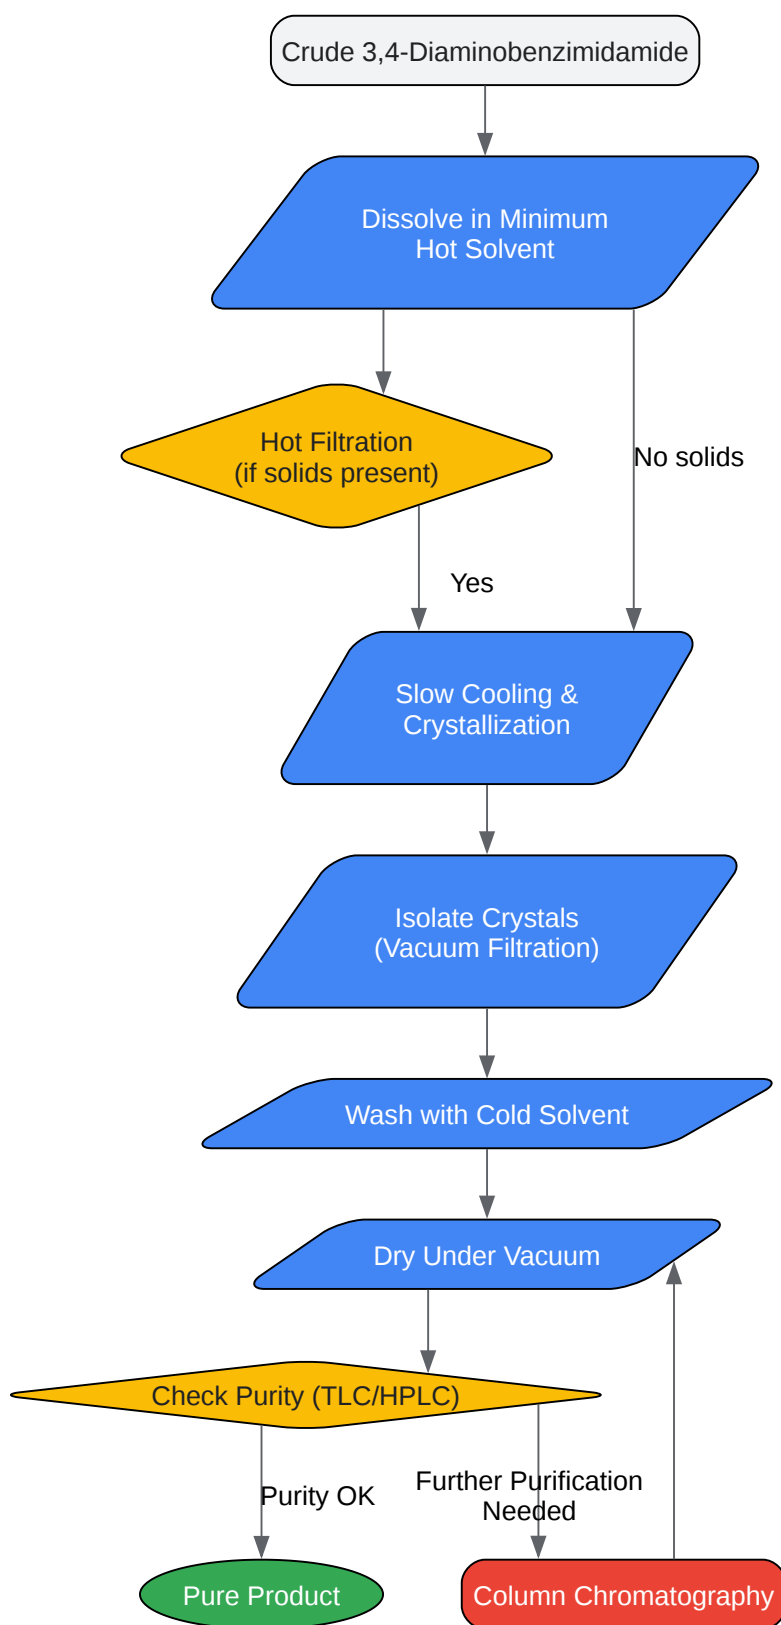 Crude 3,4-Diaminobenzimidamide
Dissolve in Minimum
Hot Solvent
Hot Filtration
(if solids present)
No solids
Yes
Slow Cooling &
Crystallization
Isolate Crystals
(Vacuum Filtration)
Wash with Cold Solvent
Dry Under Vacuum
Check Purity (TLC/HPLC)
Purity OK
Further Purification
Needed
Pure Product
Column Chromatography